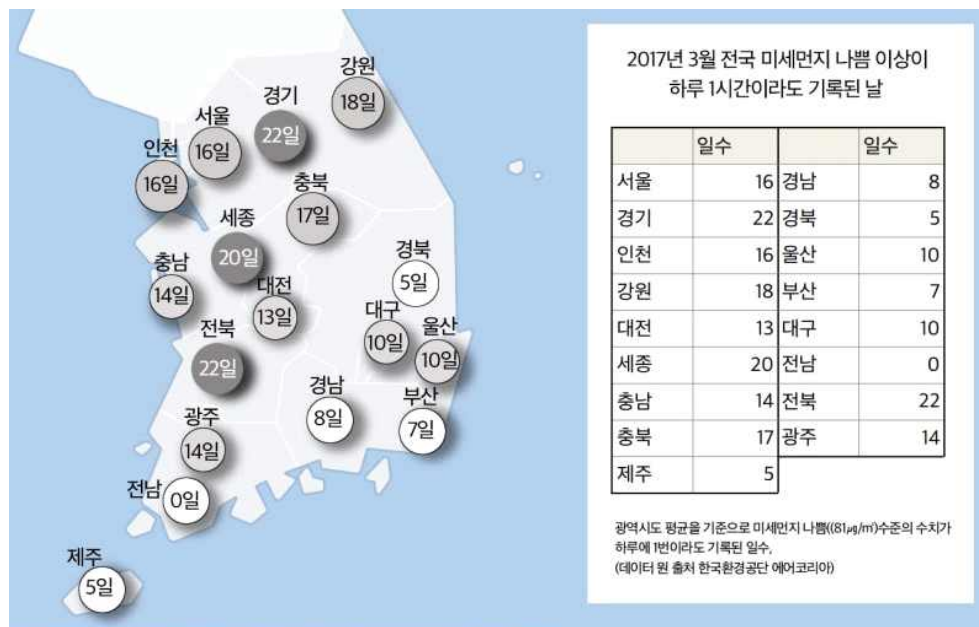 강원
18일
경기
22일
서울
16일
인천
16일
충북
17일
세종
20일
경북
5일
충남
14일
대전
13일
대구
10일
울산
10일
전북
22일
경남
8일
부산
7일
광주
14일
전남
0일
제주
5일
2017년 3월 전국 미세먼지 나쁨 이상이
하루 1시간이라도 기록된 날
일수 일수
서울 16 경남 8
경기 22 경북 5
인천 16 울산 10
강원 18 부산 7
대전 13 대구 10
세종 20 전남 0
충남 14 전북 22
충북 17 광주 14
제주 5
광역시도 평균을 기준으로 미세먼지 나쁨((81㎍/㎥)수준의 수치가
하루에 1번이라도 기록된 일수,
(데이터 원 출처 한국환경공단 에어코리아)